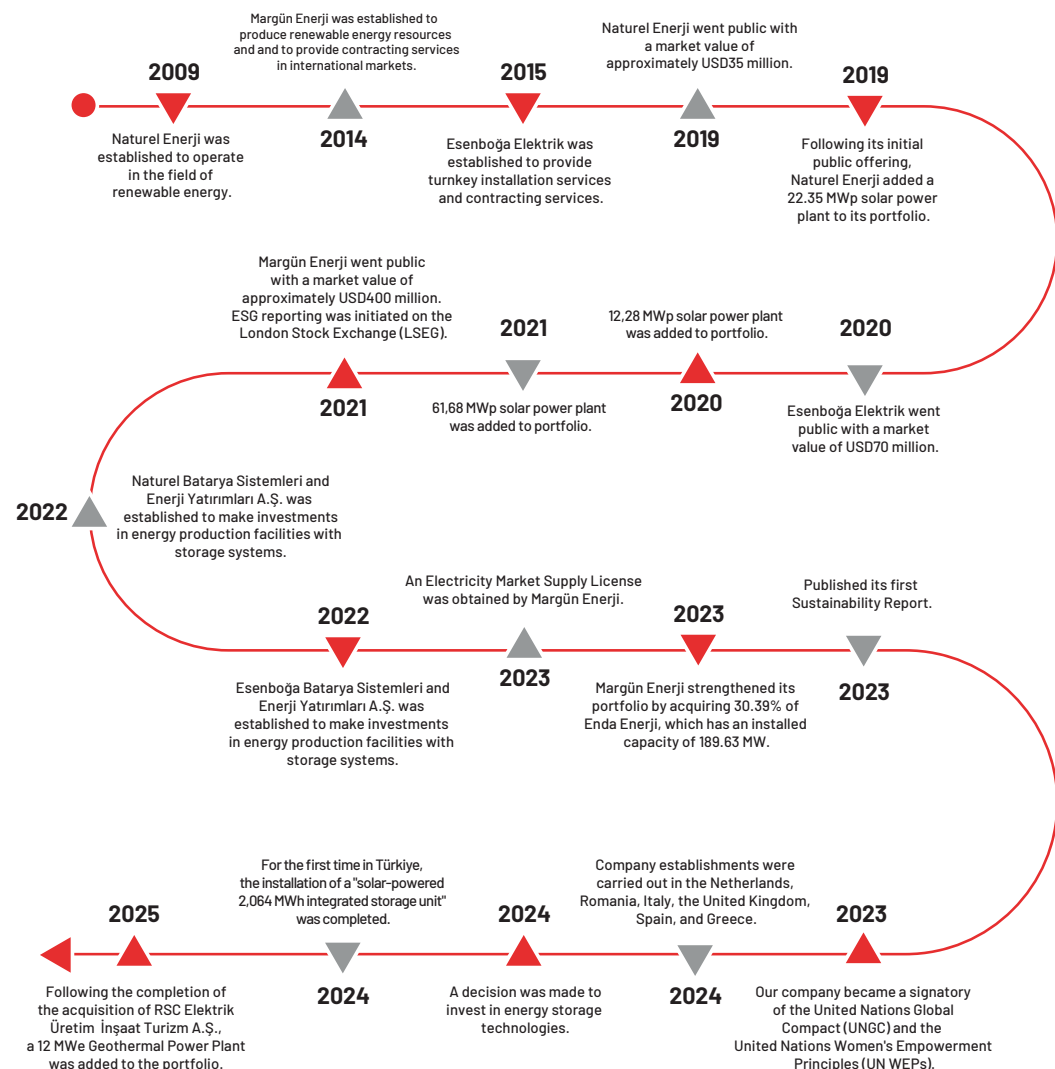 2009
Naturel Enerji was
established to operate
in the field of
renewable energy.
Margün Enerji was established to
produce renewable energy resources
and and to provide contracting services
in international markets.
2014
2015
Esenboğa Elektrik was
established to provide
turnkey installation services
and contracting services.
Naturel Enerji went public with
a market value of
approximately USD35 million.
2019
2019
Following its initial
public offering,
Naturel Enerji added a
22.35 MWp solar power
plant to its portfolio.
2020
Esenboğa Elektrik went
public with a market
value of USD70 million.
12,28 MWp solar power plant
was added to portfolio.
2020
2021
61,68 MWp solar power plant
was added to portfolio.
Margün Enerji went public
with a market value of
approximately USD400 million.
ESG reporting was initiated on the
London Stock Exchange (LSEG).
2021
2022
Naturel Batarya Sistemleri and
Enerji Yatırımları A.Ş. was
established to make investments
in energy production facilities with
storage systems.
2022
Esenboğa Batarya Sistemleri and
Enerji Yatırımları A.Ş. was
established to make investments
in energy production facilities with
storage systems.
An Electricity Market Supply License
was obtained by Margün Enerji.
2023
2023
Margün Enerji strengthened its
portfolio by acquiring 30.39% of
Enda Enerji, which has an installed
capacity of 189.63 MW.
Published its first
Sustainability Report.
2023
2023
Our company became a signatory
of the United Nations Global
Compact (UNGC) and the
United Nations Women's Empowerment
Principles (UN WEPs).
Company establishments were
carried out in the Netherlands,
Romania, Italy, the United Kingdom,
Spain, and Greece.
2024
2024
A decision was made to
invest in energy storage
technologies.
For the first time in Türkiye,
the installation of a "solar-powered
2,064 MWh integrated storage unit"
was completed.
2024
2025
Following the completion of
the acquisition of RSC Elektrik
Üretim İnşaat Turizm A.Ş.,
a 12 MWe Geothermal Power Plant
was added to the portfolio.